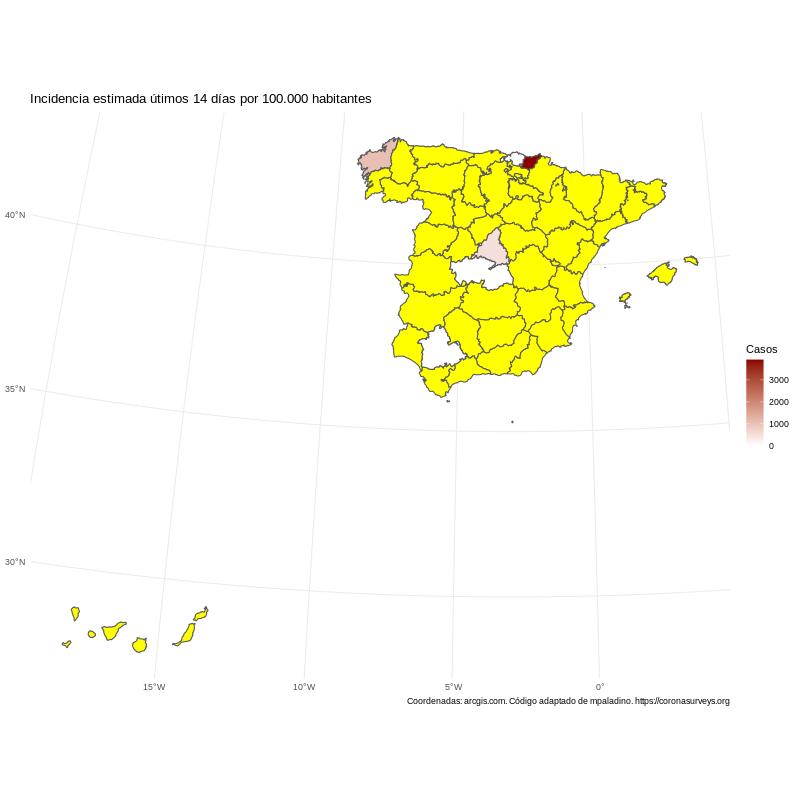 Incidencia estimada útimos 14 días por 100.000 habitantes
40°N
35°N
30°N
Casos
3000
2000
1000
0
15°W
10°W
5°W
0°
Coordenadas: arcgis.com. Código adaptado de mpaladino. https://coronasurveys.org